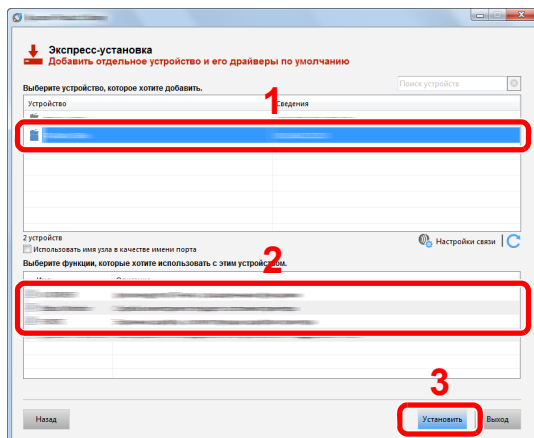 Экспресс-установка
Добавить отдельное устройство и его драйверы по умолчанию
Поиск устройств
Выберите устройство, которое хотите добавить.
1
Устройство Сведения
2 устройств
Настройки связи
Использовать имя узла в качестве имени порта
2
Выберите функции, которые хотите использовать с этим устройством.
3
Назад Установить Выход